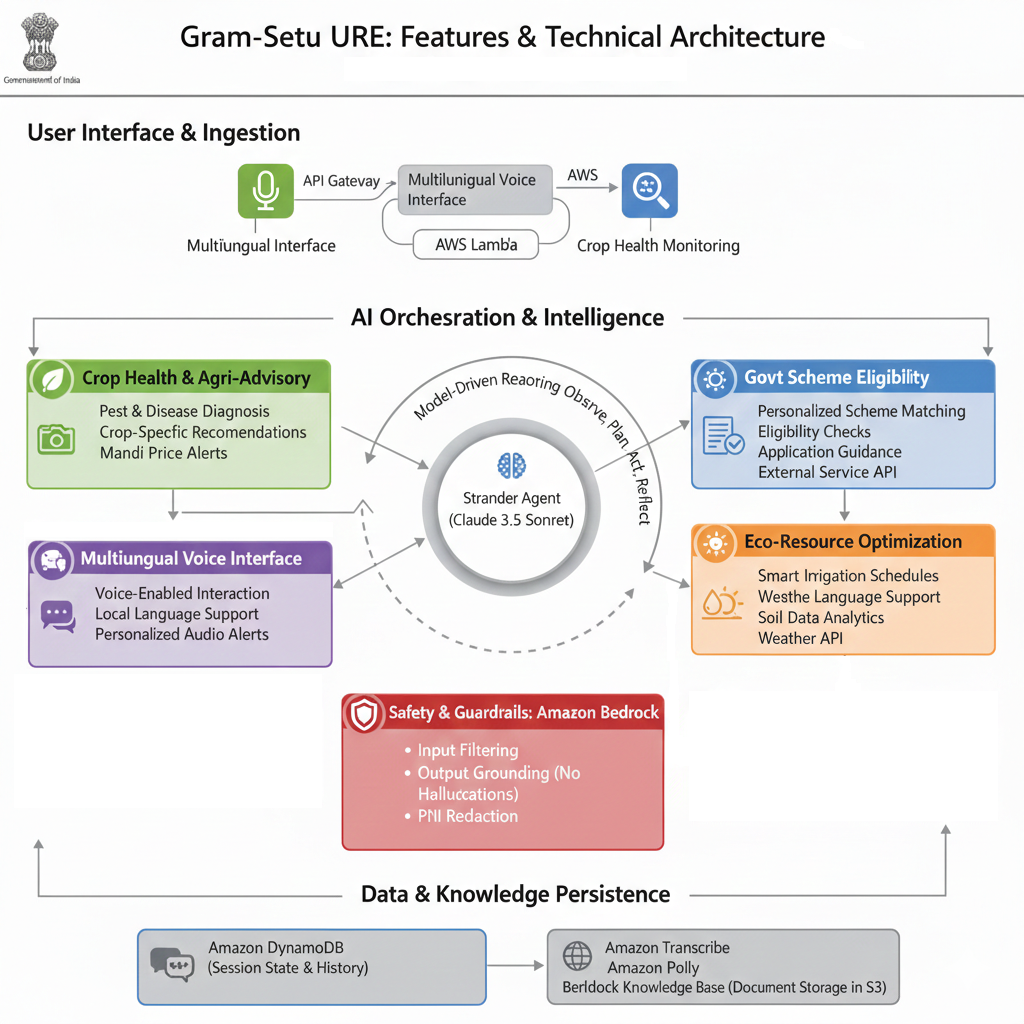 Gram-Setu URE: Features & Technical Architecture
User Interface & Ingestion
API Gatevay
Multilunigual Voice
Interface
AWS
AWS Lamba
Multiungual Interface
Crop Health Monitoring
AI Orchesration & Intelligence
Crop Health & Agri-Advisory
Pest & Disease Diagnosis
Crop-Specfic Recomendations
Mandi Price Alerts
Model-Driven Reaoring Obsrve, Plan, Act, Reflect
Strander Agent
(Claude 3.5 Sonret)
Govt Scheme Eligibility
Personalized Scheme Matching
Eligibility Checks
Application Guidance
External Service API
Multiungual Voice Interface
Voice-Enabled Interaction
Local Language Support
Personalized Audio Alerts
Eco-Resource Optimization
Smart Irrigation Schedules
Westhe Language Support
Soil Data Analytics
Weather API
Safety & Guardrails: Amazon Bedrock
• Input Filtering
• Output Grounding (No
Halluccations)
• PNI Redaction
Data & Knowledge Persistence
Amazon DynamoDB
(Session State & History)
Amazon Transcribe
Amazon Polly
Berldock Knowledge Base (Document Storage in S3)